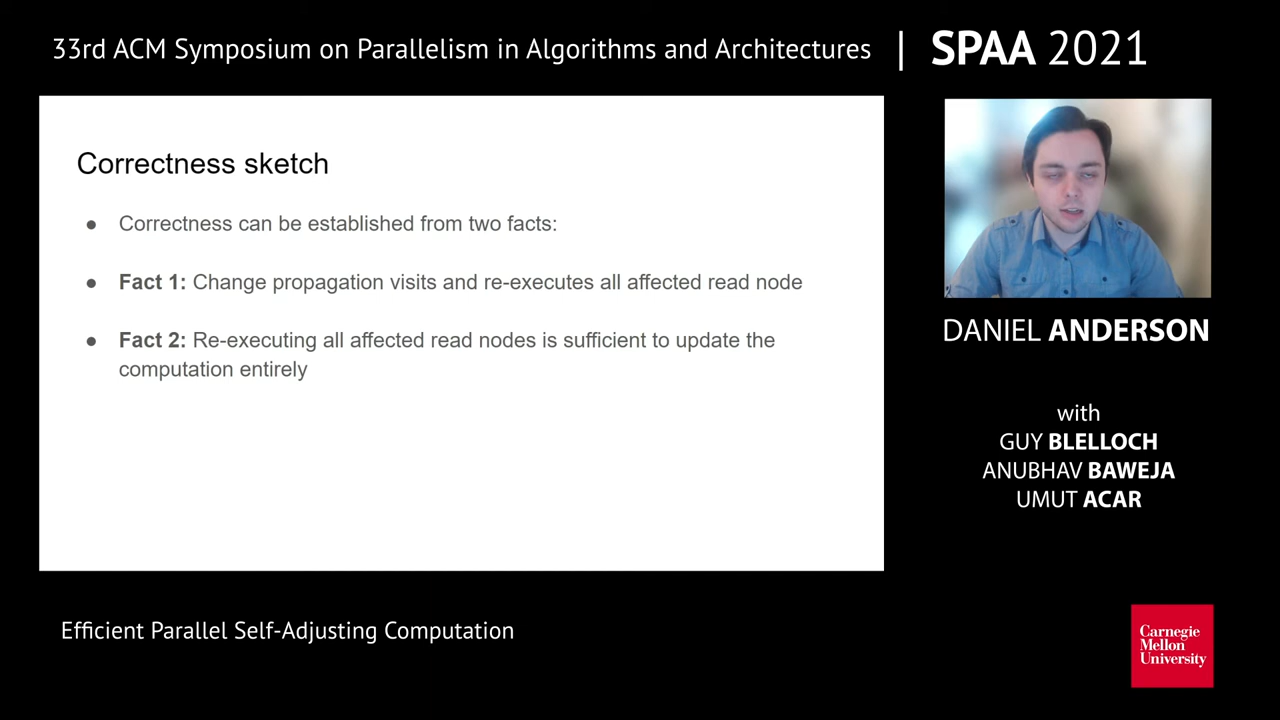 33rd ACM Symposium on Parallelism in Algorithms and Architectures | SPAA 2021
Correctness sketch
● Correctness can be established from two facts:
● Fact 1: Change propagation visits and re-executes all affected read node
● Fact 2: Re-executing all affected read nodes is sufficient to update the
computation entirely
DANIEL ANDERSON
with
GUY BLELLOCH
ANUBHAV BAWEJA
UMUT ACAR
Efficient Parallel Self-Adjusting Computation
Carnegie
Mellon
University